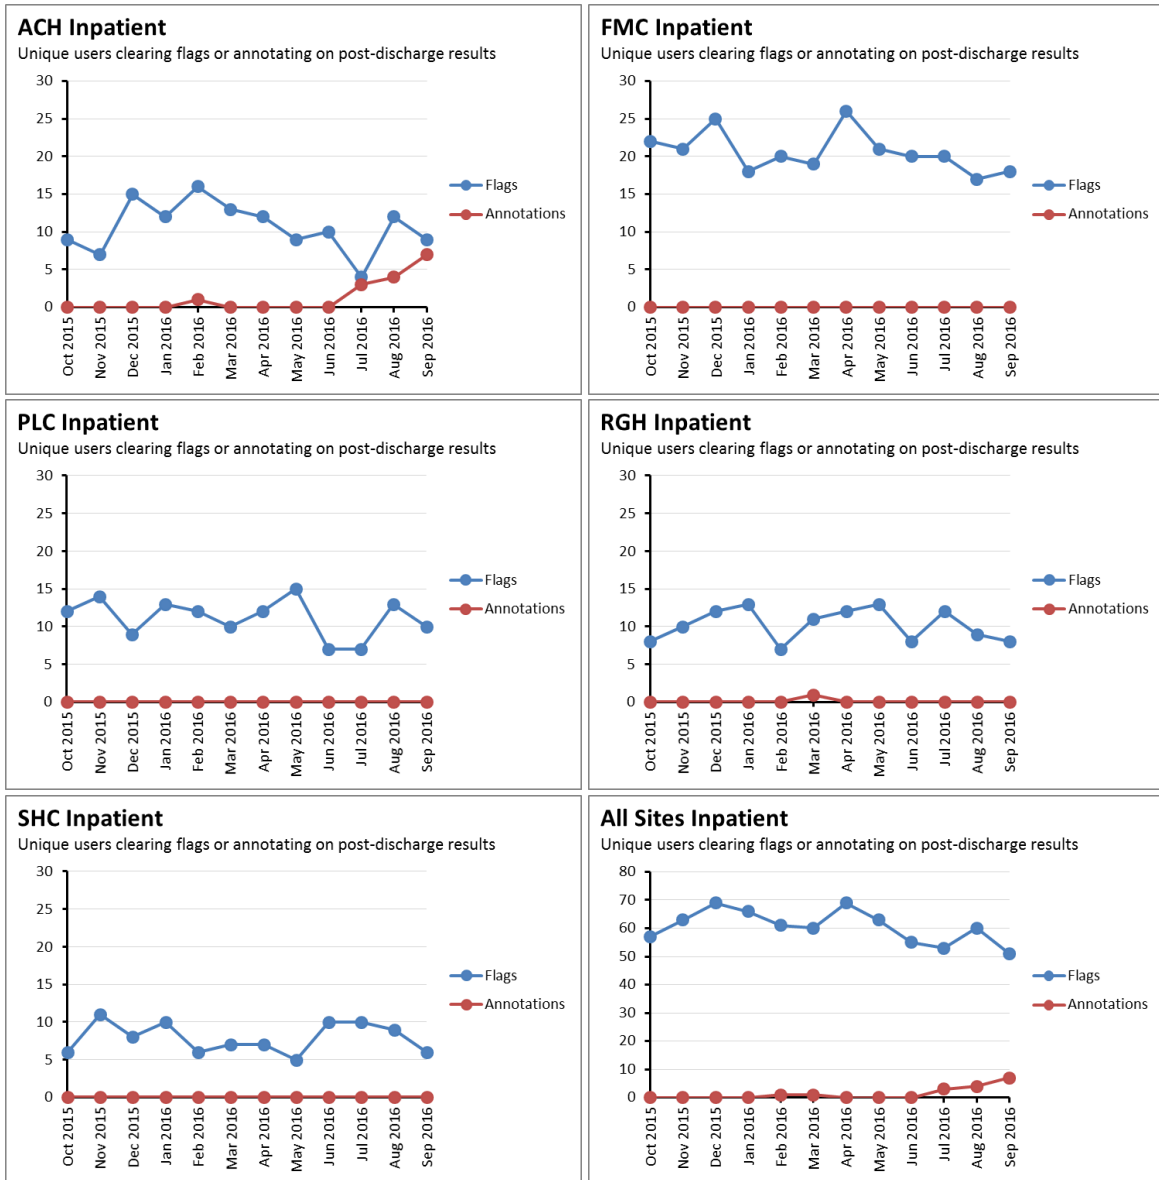 ACH Inpatient
Unique users clearing flags or annotating on post-discharge results
30
25
20
15
10
5
0
Oct 2015
Nov 2015
Dec 2015
Jan 2016
Feb 2016
Mar 2016
Apr 2016
May 2016
Jun 2016
Jul 2016
Aug 2016
Sep 2016
Flags
Annotations
FMC Inpatient
Unique users clearing flags or annotating on post-discharge results
30
25
20
15
10
5
0
Oct 2015
Nov 2015
Dec 2015
Jan 2016
Feb 2016
Mar 2016
Apr 2016
May 2016
Jun 2016
Jul 2016
Aug 2016
Sep 2016
Flags
Annotations
PLC Inpatient
Unique users clearing flags or annotating on post-discharge results
30
25
20
15
10
5
0
Oct 2015
Nov 2015
Dec 2015
Jan 2016
Feb 2016
Mar 2016
Apr 2016
May 2016
Jun 2016
Jul 2016
Aug 2016
Sep 2016
Flags
Annotations
RGH Inpatient
Unique users clearing flags or annotating on post-discharge results
30
25
20
15
10
5
0
Oct 2015
Nov 2015
Dec 2015
Jan 2016
Feb 2016
Mar 2016
Apr 2016
May 2016
Jun 2016
Jul 2016
Aug 2016
Sep 2016
Flags
Annotations
SHC Inpatient
Unique users clearing flags or annotating on post-discharge results
30
25
20
15
10
5
0
Oct 2015
Nov 2015
Dec 2015
Jan 2016
Feb 2016
Mar 2016
Apr 2016
May 2016
Jun 2016
Jul 2016
Aug 2016
Sep 2016
Flags
Annotations
All Sites Inpatient
Unique users clearing flags or annotating on post-discharge results
80
70
60
50
40
30
20
10
0
Oct 2015
Nov 2015
Dec 2015
Jan 2016
Feb 2016
Mar 2016
Apr 2016
May 2016
Jun 2016
Jul 2016
Aug 2016
Sep 2016
Flags
Annotations